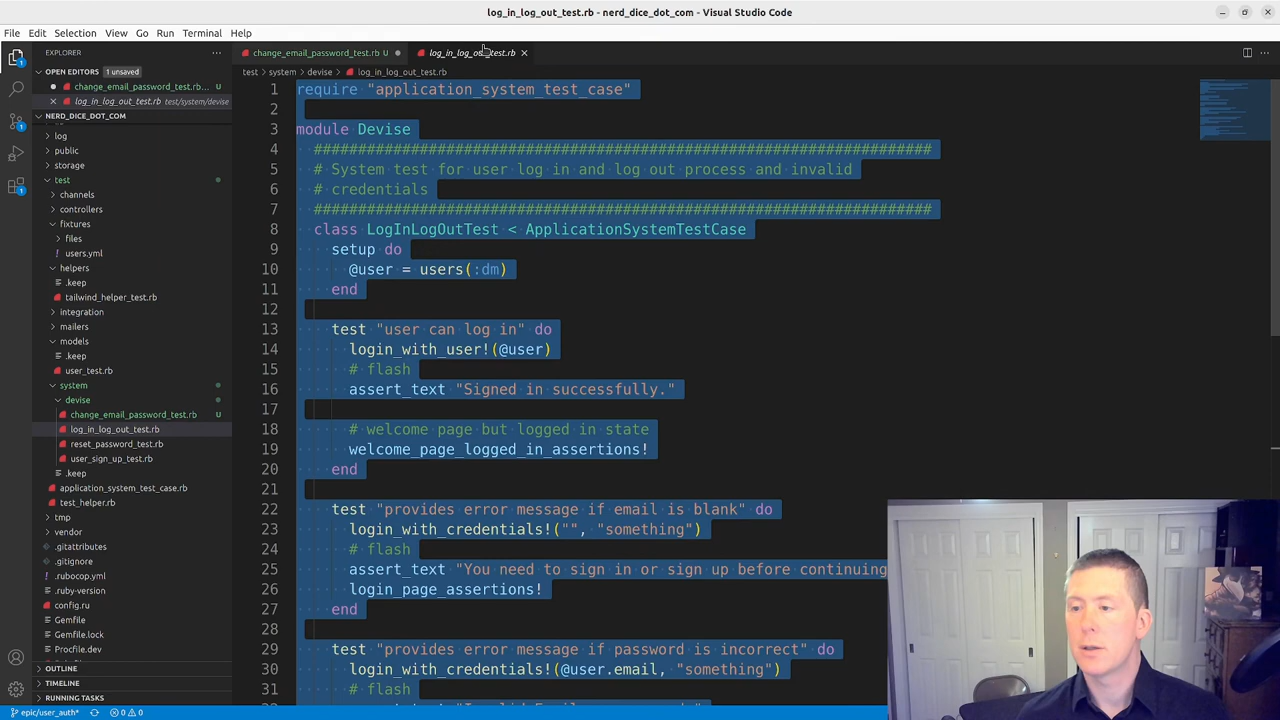 log_in_log_out_test.rb - nerd_dice_dot_com - Visual Studio Code
File Edit Selection View Go Run Terminal Help
EXPLORER
change_email_password_test.rb U
log_in_log_out_test.rb
OPEN EDITORS 1 unsaved
change_email_password_test.rb...
log_in_log_out_test.rb test/system/devise
NERD_DICE_DOT_COM
log
public
storage
test
channels
controllers
fixtures
files
users.yml
helpers
.keep
tailwind_helper_test.rb
integration
mailers
models
.keep
user_test.rb
system
devise
change_email_password_test.rb U
log_in_log_out_test.rb
reset_password_test.rb
user_sign_up_test.rb
.keep
application_system_test_case.rb
test_helper.rb
tmp
vendor
.gitattributes
.gitignore
.rubocop.yml
.ruby-version
config.ru
Gemfile
Gemfile.lock
Procfile.dev
OUTLINE
TIMELINE
RUNNING TASKS
epic/user_auth* 0 0
test > system > devise > log_in_log_out_test.rb
1 require "application_system_test_case"
2
3 module Devise
4 ######################################################################
5 # System test for user log in and log out process and invalid
6 # credentials
7 ######################################################################
8 class LogInLogOutTest < ApplicationSystemTestCase
9 setup do
10 @user = users(:dm)
11 end
12
13 test "user can log in" do
14 login_with_user!(@user)
15 # flash
16 assert_text "Signed in successfully."
17
18 # welcome page but logged in state
19 welcome_page_logged_in_assertions!
20 end
21
22 test "provides error message if email is blank" do
23 login_with_credentials!("", "something")
24 # flash
25 assert_text "You need to sign in or sign up before continuing
26 login_page_assertions!
27 end
28
29 test "provides error message if password is incorrect" do
30 login_with_credentials!(@user.email, "something")
31 # flash